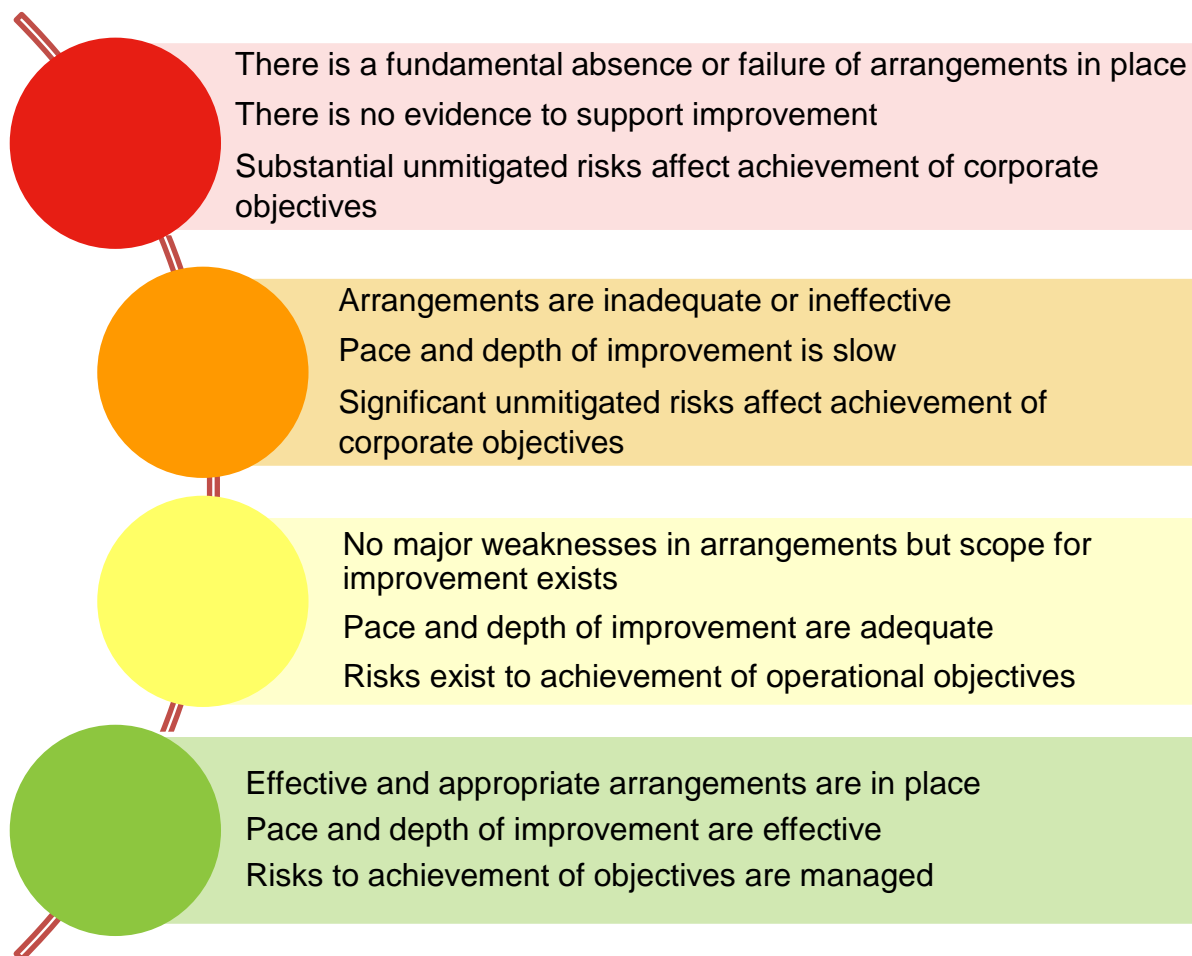 There is a fundamental absence or failure of arrangements in place
There is no evidence to support improvement
Substantial unmitigated risks affect achievement of corporate
objectives
Arrangements are inadequate or ineffective
Pace and depth of improvement is slow
Significant unmitigated risks affect achievement of
corporate objectives
No major weaknesses in arrangements but scope for
improvement exists
Pace and depth of improvement are adequate
Risks exist to achievement of operational objectives
Effective and appropriate arrangements are in place
Pace and depth of improvement are effective
Risks to achievement of objectives are managed